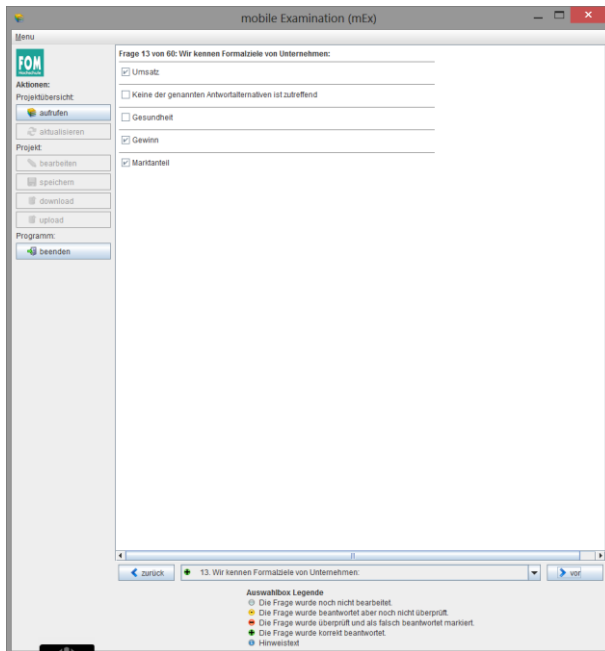 mobile Examination (mEx)
Menu
FOM
Hochschule
Aktionen:
Projektübersicht:
aufrufen
aktualisieren
Projekt:
bearbeiten
speichern
download
upload
Programm:
beenden
Frage 13 von 60: Wir kennen Formalziele von Unternehmen:
Umsatz
Keine der genannten Antwortalternativen ist zutreffend
Gesundheit
Gewinn
Marktanteil
zurück
13. Wir kennen Formalziele von Unternehmen:
vor
Auswahlbox Legende
Die Frage wurde noch nicht bearbeitet.
Die Frage wurde beantwortet aber noch nicht überprüft.
Die Frage wurde überprüft und als falsch beantwortet markiert.
Die Frage wurde korrekt beantwortet.
Hinweistext